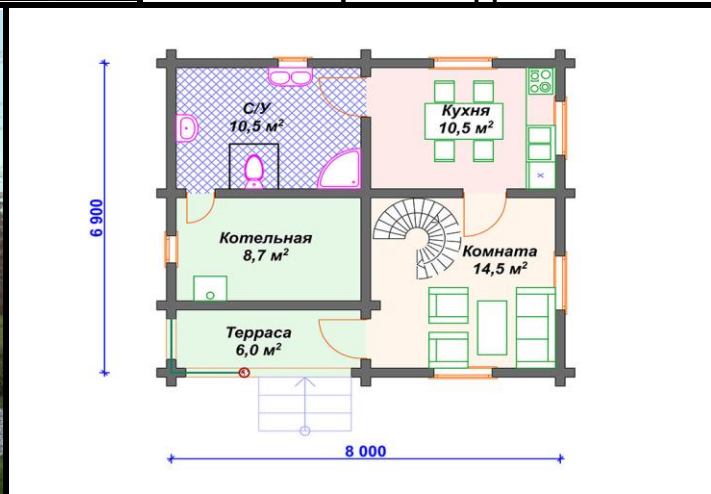 С/У
10,5 м²
Кухня
10,5 м²
x
Котельная
8,7 м²
Комната
14,5 м²
Терраса
6,0 м²
6 900
8 000